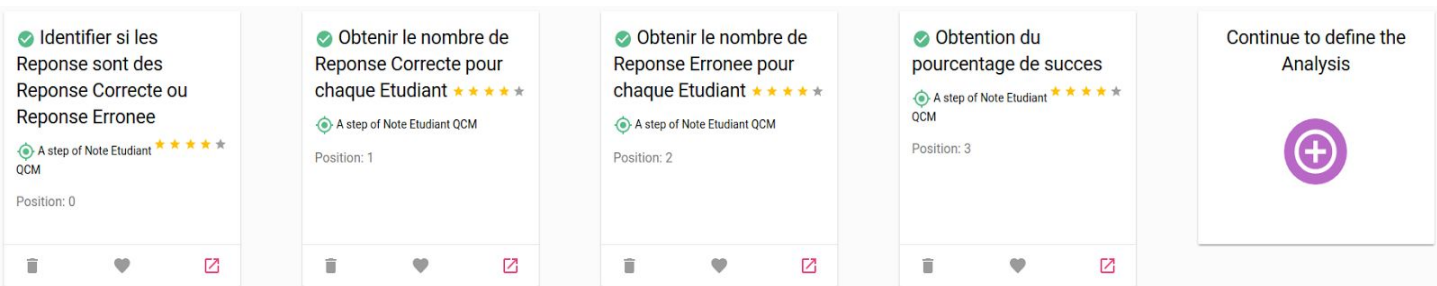 Identifier si les
Reponse sont des
Reponse Correcte ou
Reponse Erronee
A step of Note Etudiant
QCM
Position: 0
Obtenir le nombre de
Reponse Correcte pour
chaque Etudiant
A step of Note Etudiant QCM
Position: 1
Obtenir le nombre de
Reponse Erronee pour
chaque Etudiant
A step of Note Etudiant QCM
Position: 2
Obtention du
pourcentage de succes
A step of Note Etudiant
QCM
Position: 3
Continue to define the
Analysis